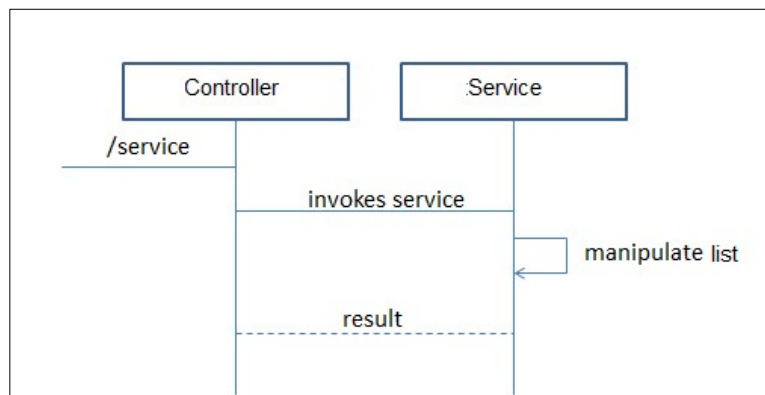 Controller
:Service
/service
invokes service
manipulate list
result